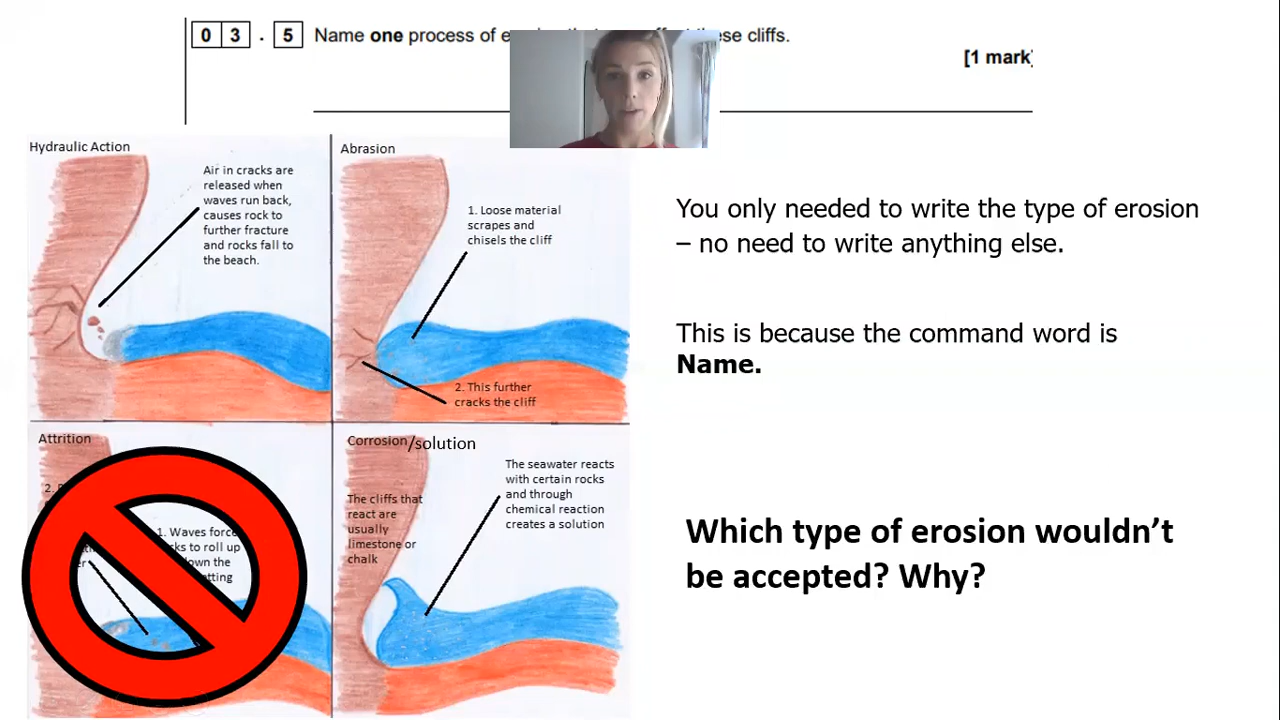 0 3 . 5 Name one process of these cliffs.
[1 mark]
Hydraulic Action
Air in cracks are
released when
waves run back,
causes rock to
further fracture
and rocks fall to
the beach.
Abrasion
1. Loose material
scrapes and
chisels the cliff
2. This further
cracks the cliff
Attrition
2.
1. Waves force
to roll up
down the
Corrosion/solution
The cliffs that
react are
usually
limestone or
chalk
The seawater reacts
with certain rocks
and through
chemical reaction
creates a solution
You only needed to write the type of erosion
– no need to write anything else.
This is because the command word is
Name.
Which type of erosion wouldn’t
be accepted? Why?